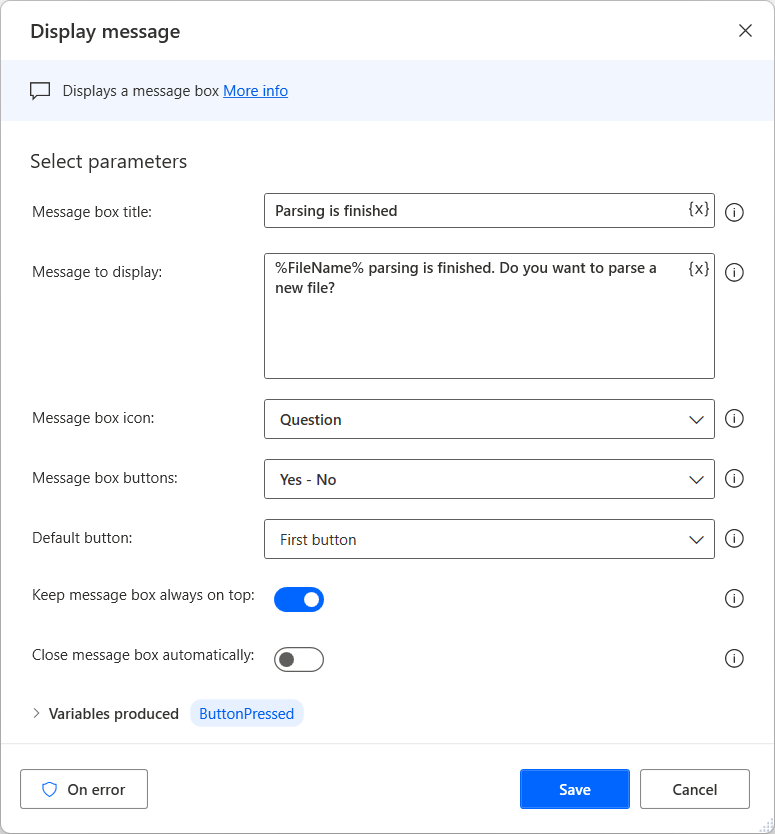 Display message
Displays a message box More info
Select parameters
Message box title:
Parsing is finished
{x}
Message to display:
%FileName% parsing is finished. Do you want to parse a
new file?
{x}
Message box icon:
Question
Message box buttons:
Yes - No
Default button:
First button
Keep message box always on top:
Close message box automatically:
Variables produced
ButtonPressed
On error
Save
Cancel